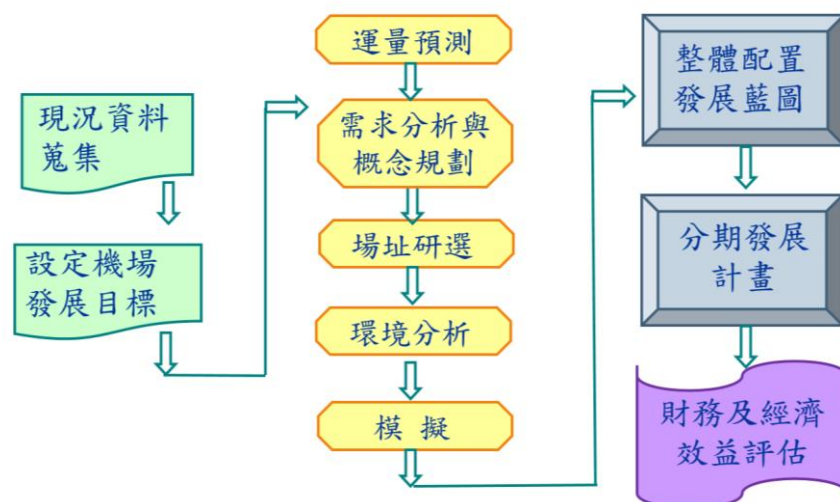 現況資料
蒐集
設定機場
發展目標
運量預測
需求分析與
概念規劃
場址研選
環境分析
模 擬
整體配置
發展藍圖
分期發展
計畫
財務及經濟
效益評估